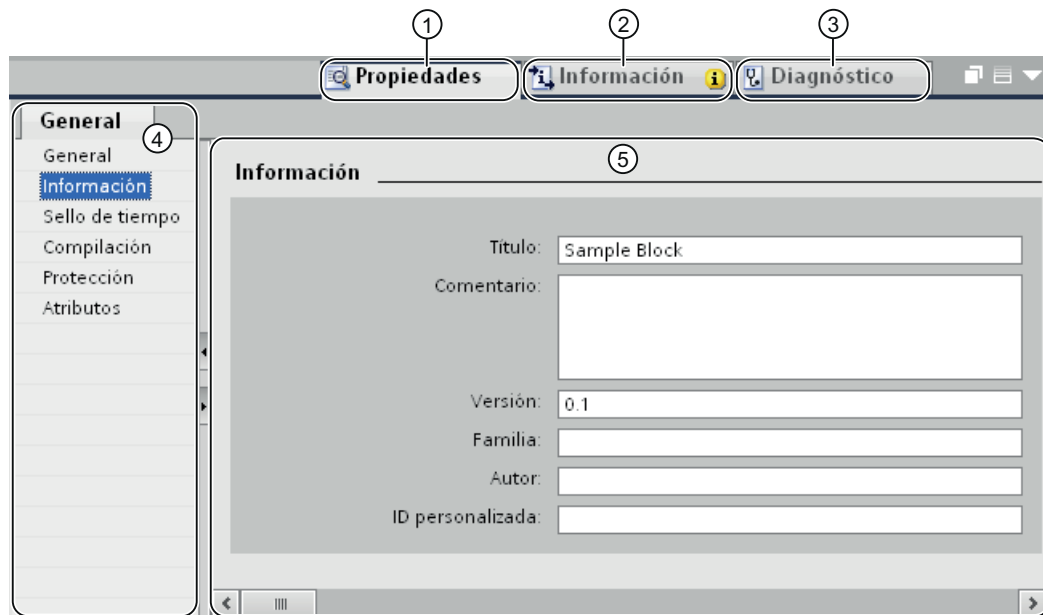 1 2 3
Propiedades Información Diagnóstico
General
4
General
Información
Sello de tiempo
Compilación
Protección
Atributos
5
Información
Título: Sample Block
Comentario:
Versión: 0.1
Familia:
Autor:
ID personalizada: